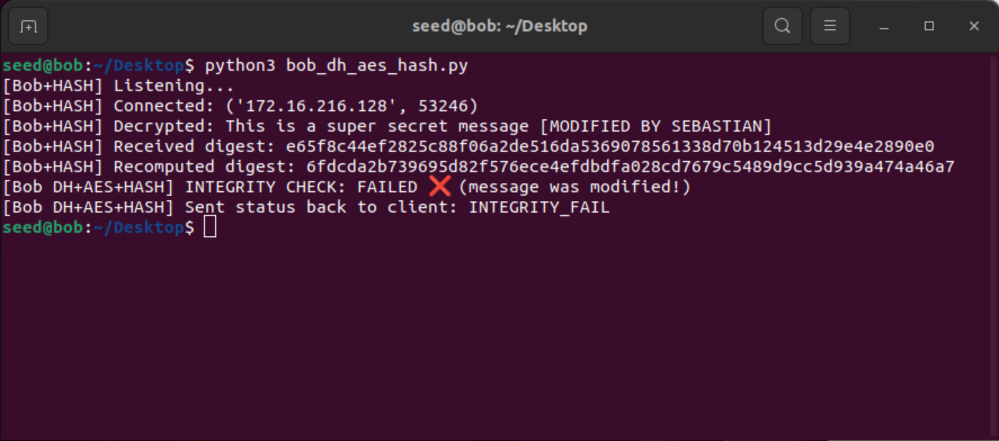 seed@bob: ~/Desktop
seed@bob:~/Desktop$ python3 bob_dh_aes_hash.py
[Bob+HASH] Listening...
[Bob+HASH] Connected: ('172.16.216.128', 53246)
[Bob+HASH] Decrypted: This is a super secret message [MODIFIED BY SEBASTIAN]
[Bob+HASH] Received digest: e65f8c44ef2825c88f06a2de516da5369078561338d70b124513d29e4e2890e0
[Bob+HASH] Recomputed digest: 6fdcda2b739695d82f576ece4efdbdfa028cd7679c5489d9cc5d939a474a46a7
[Bob DH+AES+HASH] INTEGRITY CHECK: FAILED ❌ (message was modified!)
[Bob DH+AES+HASH] Sent status back to client: INTEGRITY_FAIL
seed@bob:~/Desktop$